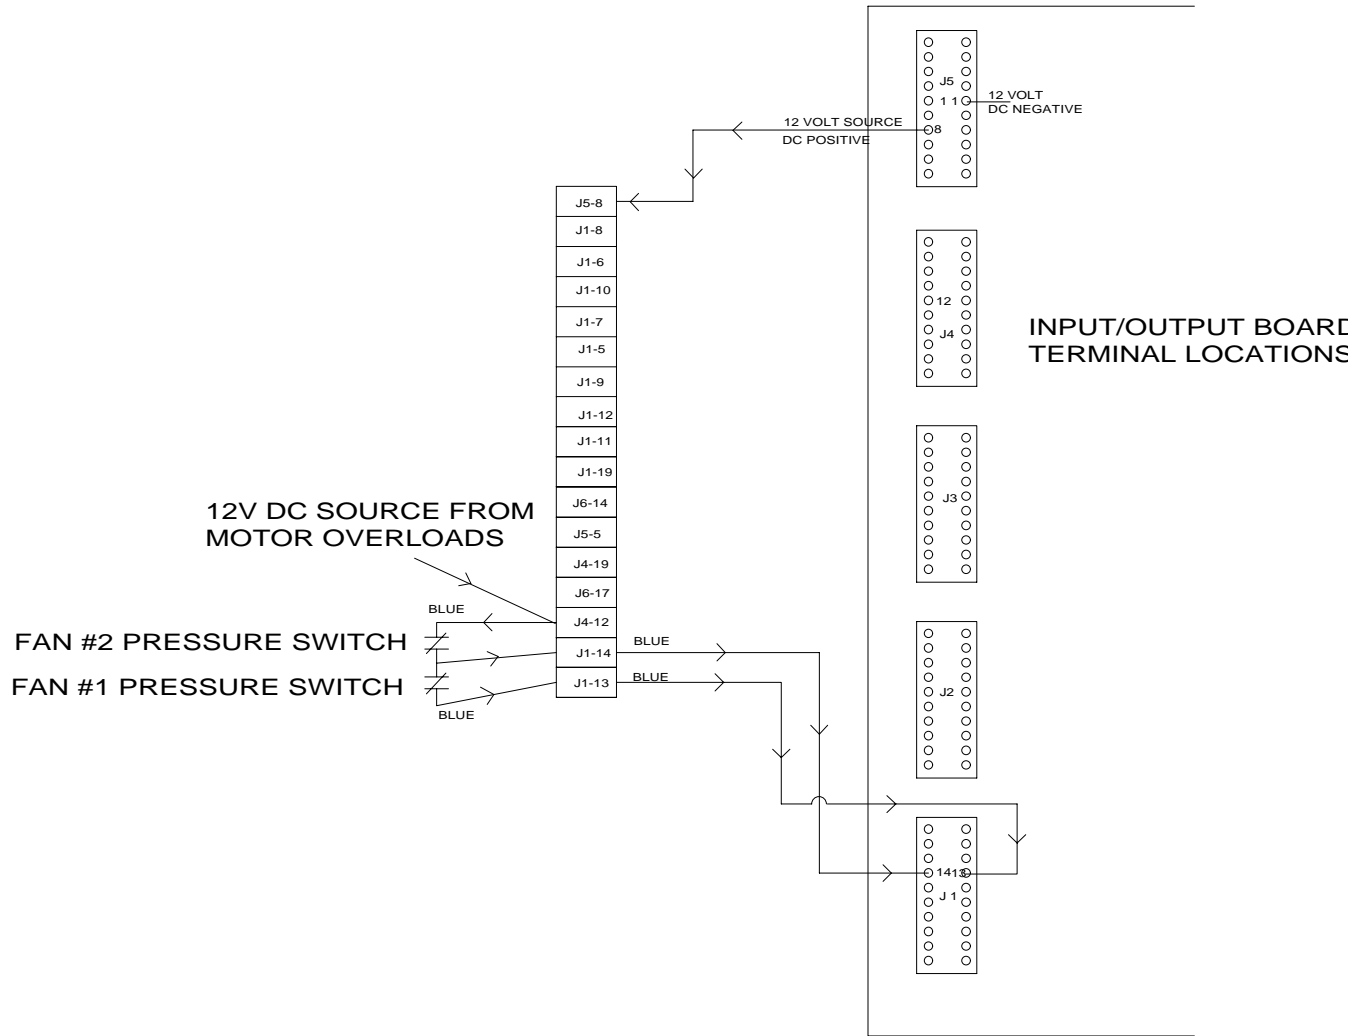 J5
1 1
12 VOLT
DC NEGATIVE
12 VOLT SOURCE
DC POSITIVE
8
J5-8
J1-8
J1-6
J1-10
J1-7
J1-5
J1-9
J1-12
J1-11
J1-19
J6-14
J5-5
J4-19
J6-17
J4-12
J1-14
J1-13
12
J4
INPUT/OUTPUT BOARD
TERMINAL LOCATIONS
J3
12V DC SOURCE FROM
MOTOR OVERLOADS
BLUE
FAN #2 PRESSURE SWITCH
FAN #1 PRESSURE SWITCH
BLUE
BLUE
BLUE
J2
14
13
J 1